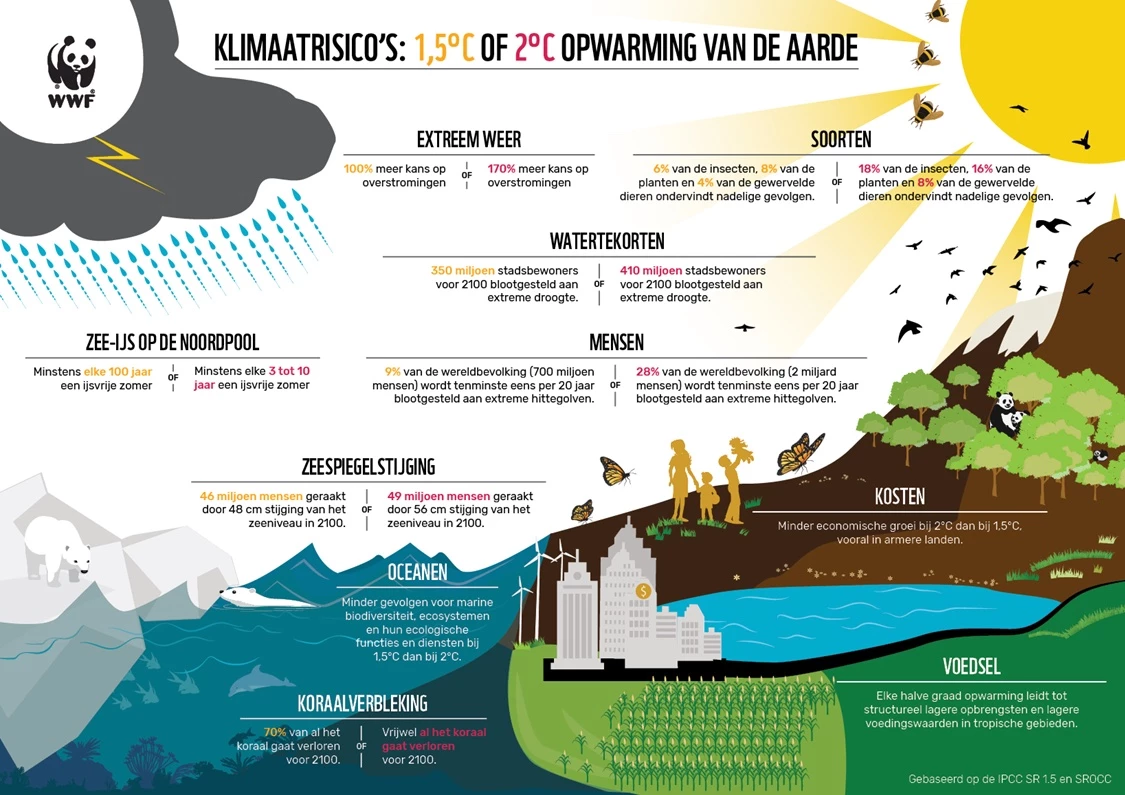 WWF
KLIMAATRISICO'S: 1,5°C OF 2°C OPWARMING VAN DE AARDE
EXTREEM WEER
100% meer kans op
overstromingen
OF
170% meer kans op
overstromingen
SOORTEN
6% van de insecten, 8% van de
planten en 4% van de gewervelde
dieren ondervindt nadelige gevolgen.
OF
18% van de insecten, 16% van de
planten en 8% van de gewervelde
dieren ondervindt nadelige gevolgen.
WATERTEKORTEN
350 miljoen stadsbewoners
voor 2100 blootgesteld aan
extreme droogte.
OF
410 miljoen stadsbewoners
voor 2100 blootgesteld aan
extreme droogte.
ZEE-IJS OP DE NOORDPOOL
Minstens elke 100 jaar
een ijsvrije zomer
OF
Minstens elke 3 tot 10
jaar een ijsvrije zomer
MENSEN
9% van de wereldbevolking (700 miljoen
mensen) wordt tenminste eens per 20 jaar
blootgesteld aan extreme hittegolven.
OF
28% van de wereldbevolking (2 miljard
mensen) wordt tenminste eens per 20 jaar
blootgesteld aan extreme hittegolven.
ZEESPIEGELSTIJGING
46 miljoen mensen geraakt
door 48 cm stijging van het
zeeniveau in 2100.
OF
49 miljoen mensen geraakt
door 56 cm stijging van het
zeeniveau in 2100.
KOSTEN
Minder economische groei bij 2°C dan bij 1,5°C,
vooral in armere landen.
OCEANEN
Minder gevolgen voor marine
biodiversiteit, ecosystemen
en hun ecologische
functies en diensten bij
1,5°C dan bij 2°C.
$
VOEDSEL
Elke halve graad opwarming leidt tot
structureel lagere opbrengsten en lagere
voedingswaarden in tropische gebieden.
KORAALVERBLEKING
70% van al het
koraal gaat verloren
voor 2100.
OF
Vrijwel al het koraal
gaat verloren
voor 2100.
Gebaseerd op de IPCC SR 1.5 en SROCC